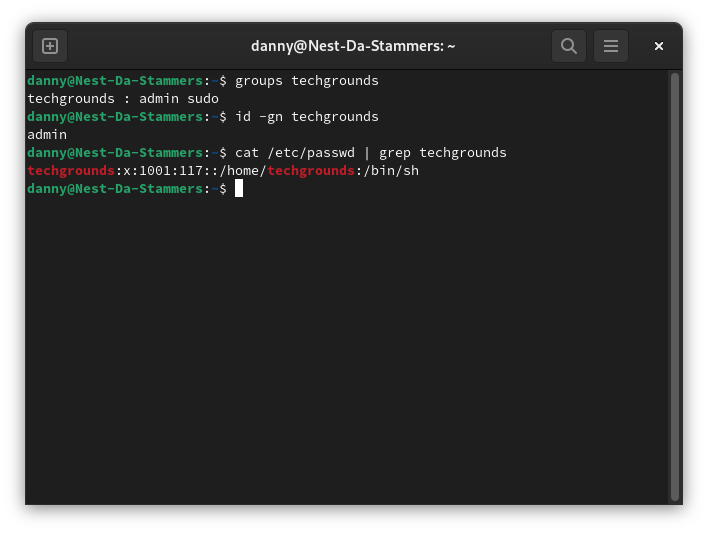 danny@Nest-Da-Stammers: ~
danny@Nest-Da-Stammers:~$ groups techgrounds
techgrounds : admin sudo
danny@Nest-Da-Stammers:~$ id -gn techgrounds
admin
danny@Nest-Da-Stammers:~$ cat /etc/passwd | grep techgrounds
techgrounds:x:1001:117::/home/techgrounds:/bin/sh
danny@Nest-Da-Stammers:~$